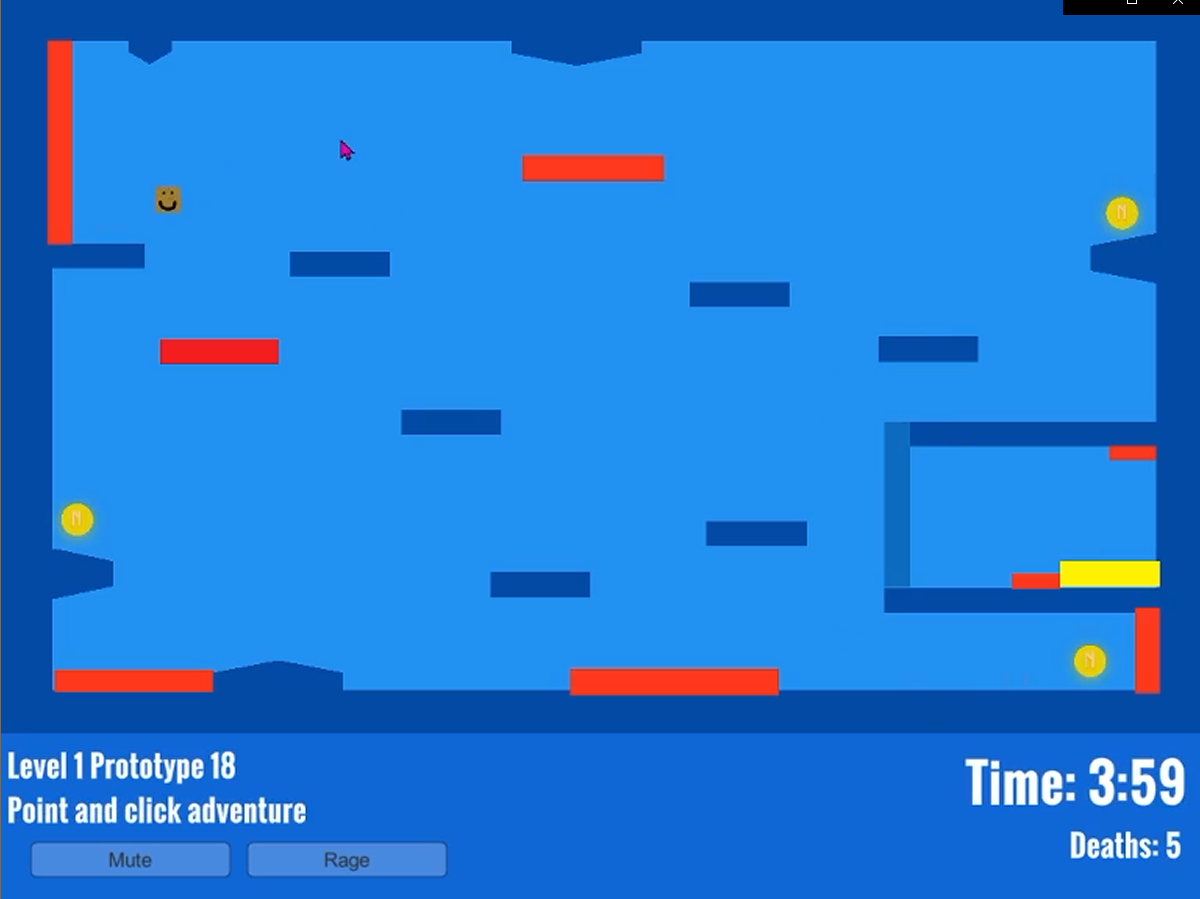 N
N
N
Level 1 Prototype 18
Time: 3:59
Point and click adventure
Deaths: 5
Mute
Rage